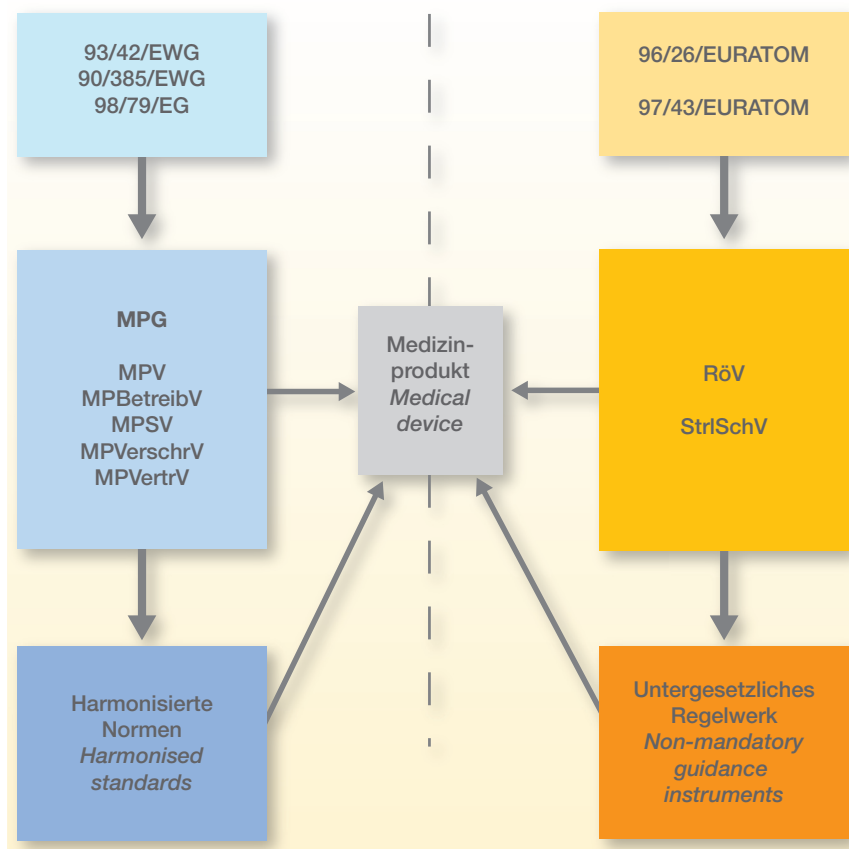 93/42/EWG
90/385/EWG
98/79/EG
96/26/EURATOM
97/43/EURATOM
MPG
MPV
MPBetreibV
MPSV
MPVerschrV
MPVertrV
Medizin-
produkt
Medical
device
RöV
StrlSchV
Harmonisierte
Normen
Harmonised
standards
Untergesetzliches
Regelwerk
Non-mandatory
guidance
instruments